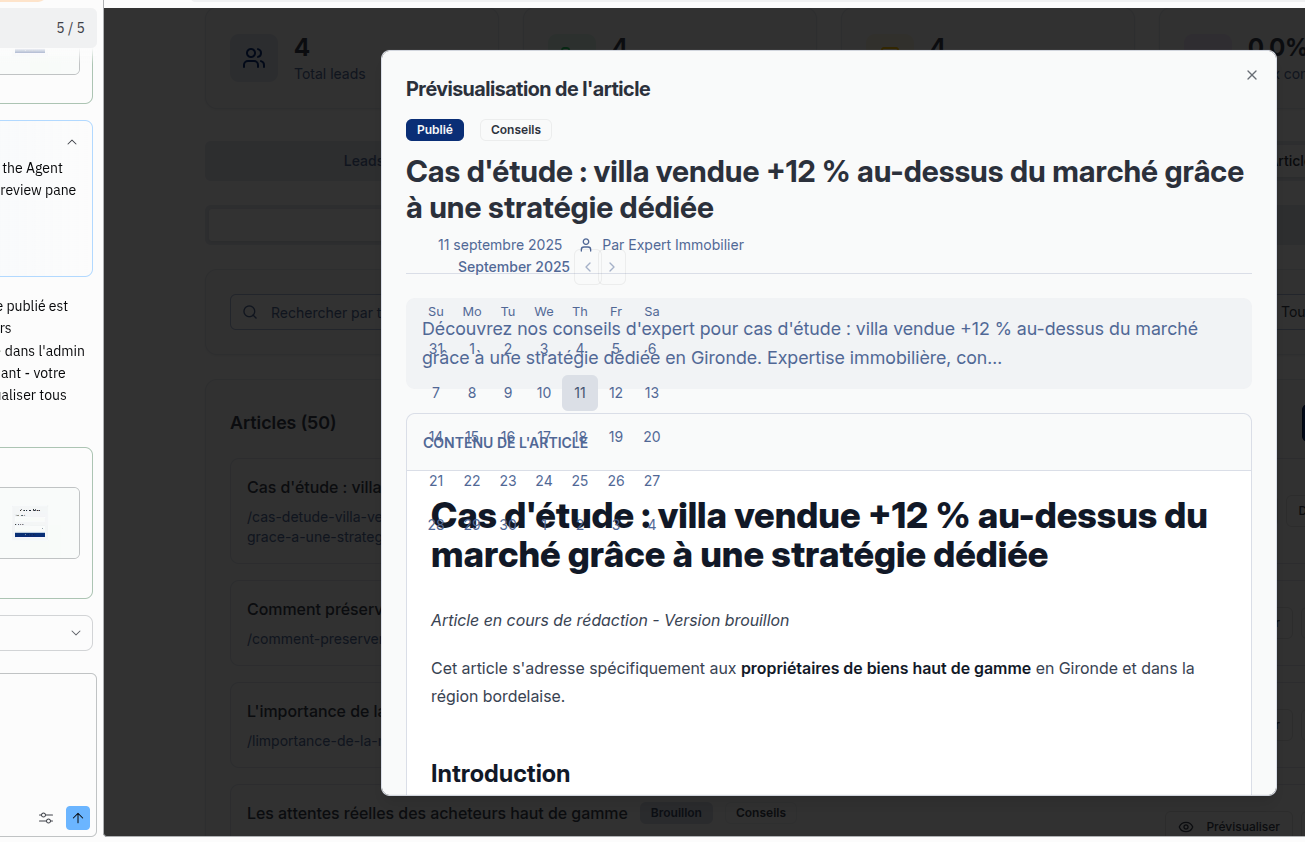 5 / 5
the Agent
review pane
publié est
rs
dans l'admin
ant - votre
ualiser tous
4
Total leads
4
4
0.0%
Leads
Rechercher par t
Tou
Articles (50)
Cas d'étude : villa
/cas-detude-villa-ve
grace-a-une-strateg
Comment préserv
/comment-preserve
L'importance de la
/limportance-de-la-
Les attentes réelles des acheteurs haut de gamme
Brouillon
Conseils
Prévisualiser
Prévisualisation de l'article
Publié
Conseils
Cas d'étude : villa vendue +12 % au-dessus du marché grâce
à une stratégie dédiée
11 septembre 2025
Par Expert Immobilier
September 2025
Su Mo Tu We Th Fr Sa
Découvrez nos conseils d'expert pour cas d'étude : villa vendue +12 % au-dessus du marché
31 1 2 3 4 5 6
grâce à une stratégie dédiée en Gironde. Expertise immobilière, con...
7 8 9 10 11 12 13
14 15 16 17 18 19 20
CONTENU DE L'ARTICLE
21 22 23 24 25 26 27
28 29 30 1 2 3 4
Cas d'étude : villa vendue +12 % au-dessus du
marché grâce à une stratégie dédiée
Article en cours de rédaction - Version brouillon
Cet article s'adresse spécifiquement aux propriétaires de biens haut de gamme en Gironde et dans la
région bordelaise.
Introduction